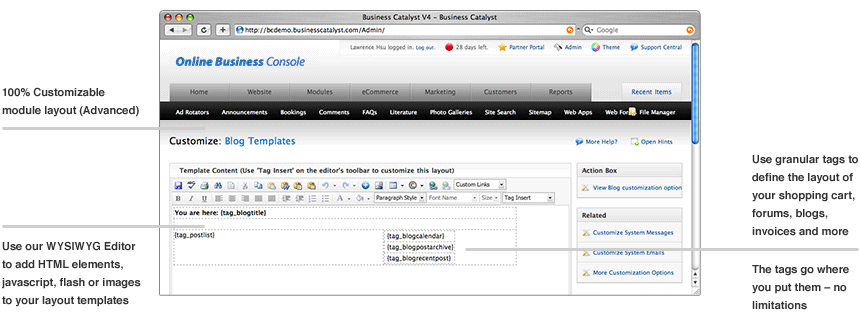 Business Catalyst V4 – Business Catalyst
http://bcdemo.businesscatalyst.com/Admin/
Google
Lawrence Hsu logged in. Log out. 28 days left. Partner Portal Admin Theme Support Central
Online Business Console
Home Website Modules eCommerce Marketing Customers Reports Recent Items
Ad Rotators Announcements Bookings Comments FAQs Literature Photo Galleries Site Search Sitemap Web Apps Web For File Manager
100% Customizable
module layout (Advanced)
Customize: Blog Templates
More Help? Open Hints
Template Content (Use 'Tag Insert' on the editor's toolbar to customize this layout)
Custom Links
Paragraph Style Font Name Size Tag Insert
You are here: {tag_blogtitle}
{tag_postlist}
{tag_blogcalendar}
{tag_blogpostarchive}
{tag_blogrecentpost}
Action Box
View Blog customization option
Related
Customize System Messages
Customize System Emails
More Customization Options
Use our WYSIWYG Editor
to add HTML elements,
javascript, flash or images
to your layout templates
Use granular tags to
define the layout of
your shopping cart,
forums, blogs,
invoices and more
The tags go where
you put them – no
limitations